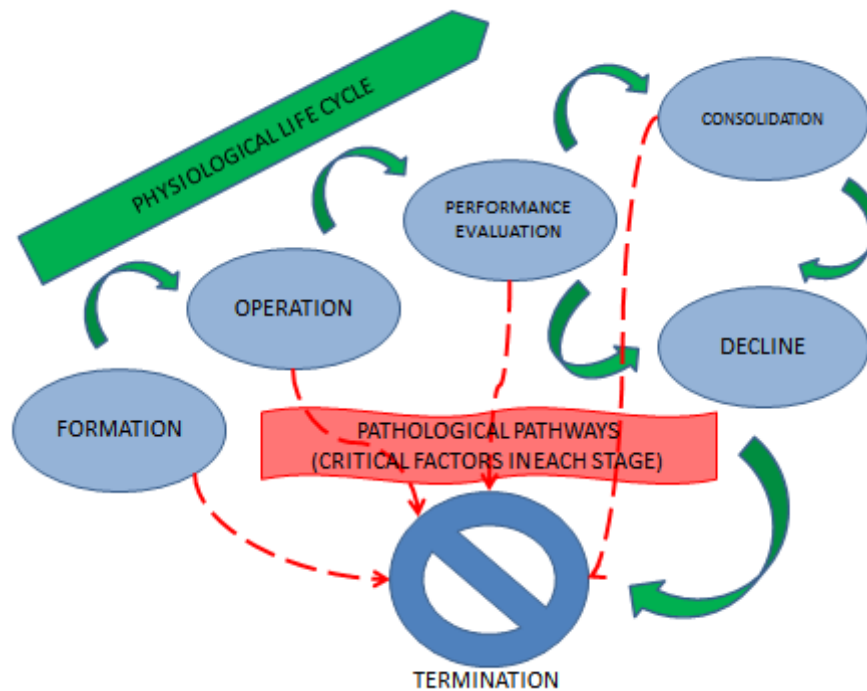 PHYSIOLOGICAL LIFE CYCLE
CONSOLIDATION
PERFORMANCE
EVALUATION
OPERATION
DECLINE
FORMATION
PATHOLOGICAL PATHWAYS
(CRITICAL FACTORS IN EACH STAGE)
TERMINATION